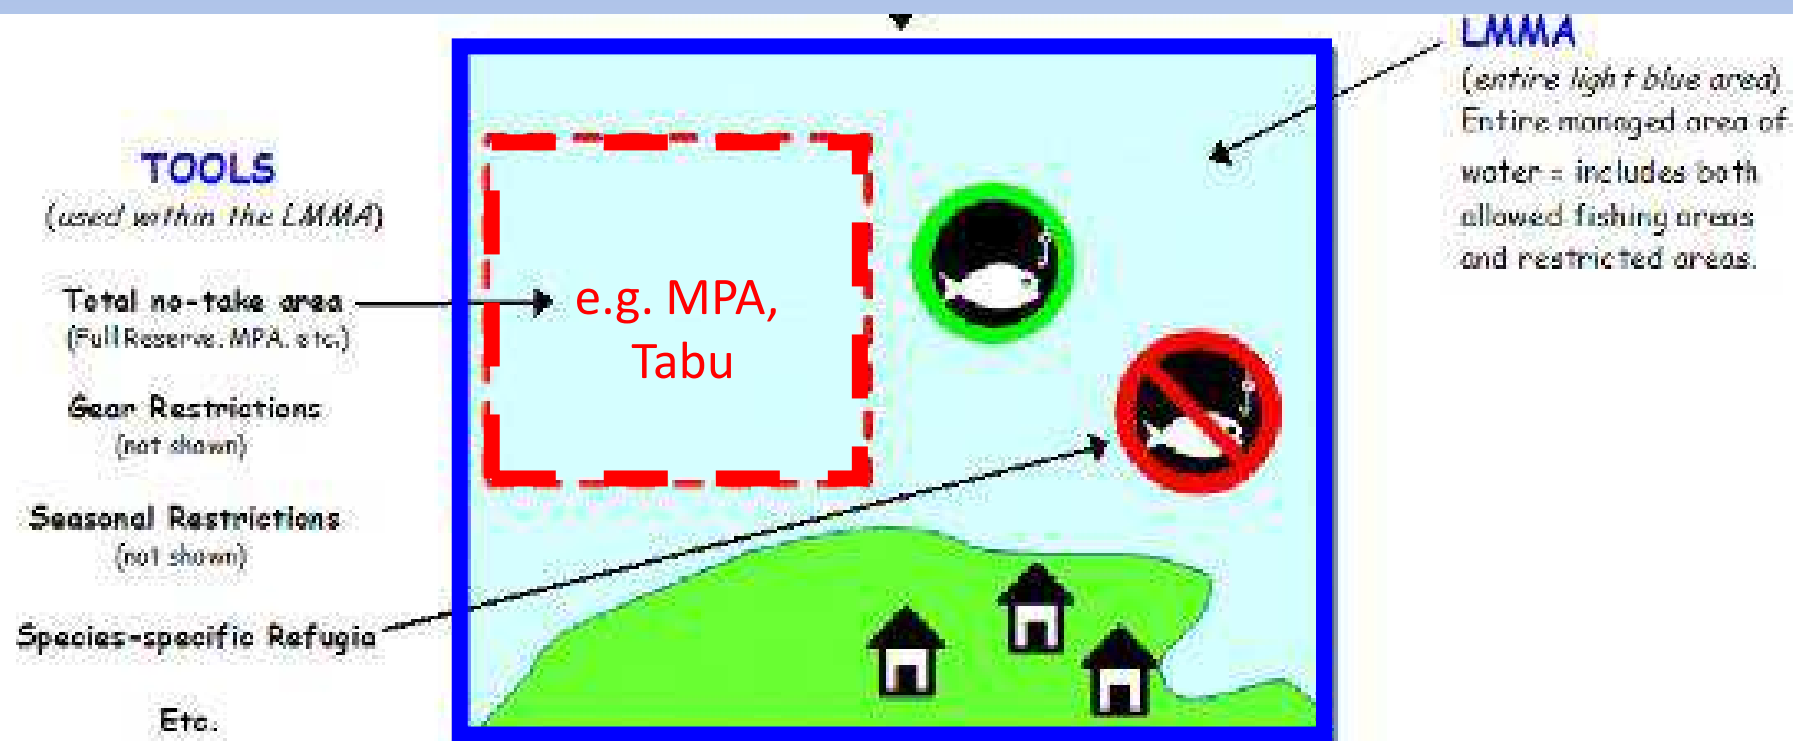 TOOLS
(used within the LMMA)
Total no-take area
(Full Reserve, MPA, etc.)
Gear Restrictions
(not shown)
Seasonal Restrictions
(not shown)
Species-specific Refugia
Etc.
e.g. MPA,
Tabu
LMMA
(entire light blue area)
Entire managed area of
water = includes both
allowed fishing areas
and restricted areas.